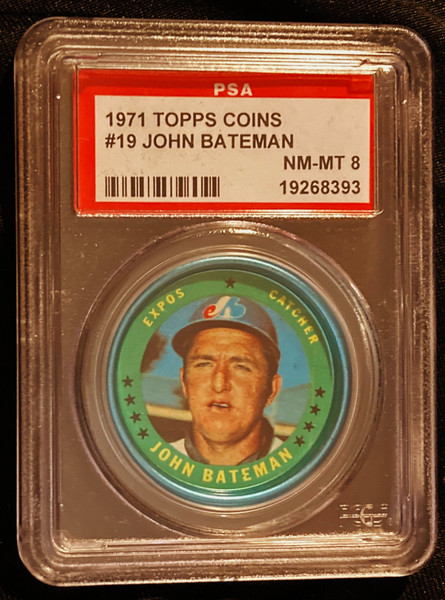 PSA
1971 TOPPS COINS
#19 JOHN BATEMAN
NM-MT 8
19268393
EXPOS ★ CATCHER
JOHN BATEMAN